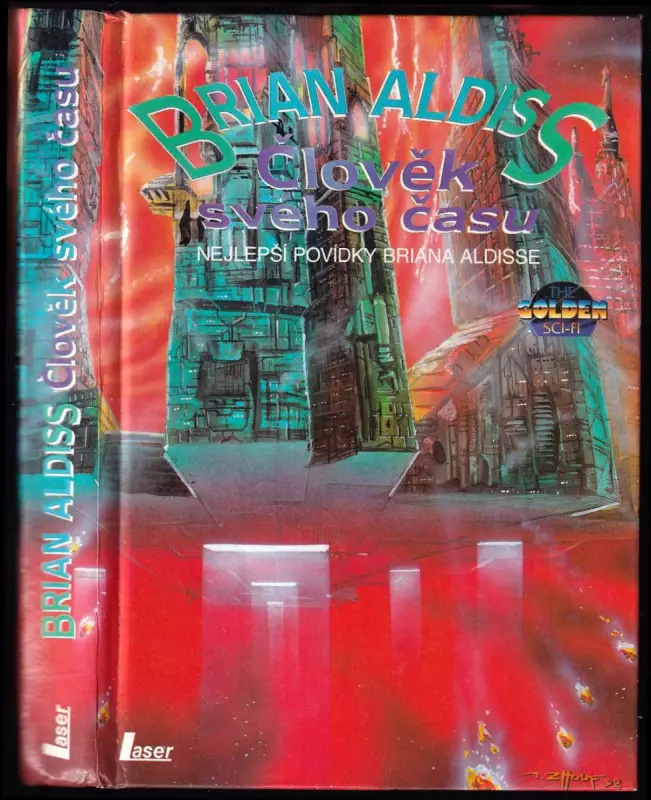 BRIAN ALDISS Člověk svého času
Laser
BRIAN ALDISS
Člověk
svého času
NEJLEPŠÍ POVÍDKY BRIANA ALDISSE
THE
GOLDEN
SCI-FI
Laser